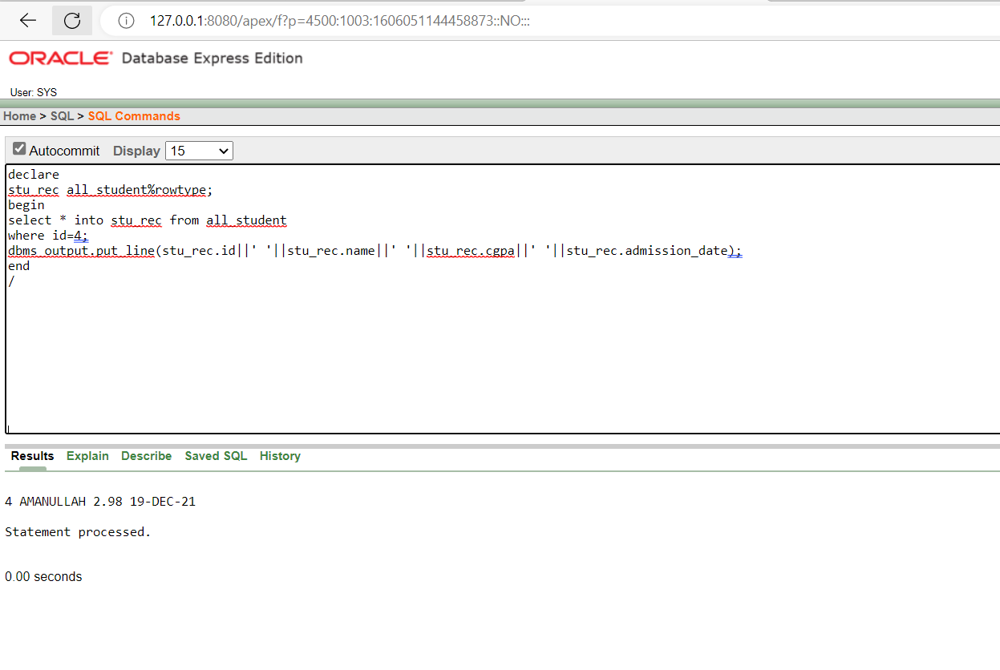 127.0.0.1:8080/apex/f?p=4500:1003:1606051144458873::NO:::
ORACLE Database Express Edition
User: SYS
Home > SQL > SQL Commands
Autocommit Display 15
declare
stu_rec all_student%rowtype;
begin
select * into stu_rec from all_student
where id=4;
dbms_output.put_line(stu_rec.id||' '||stu_rec.name||' '||stu_rec.cgpa||' '||stu_rec.admission_date);
end
/
Results Explain Describe Saved SQL History
4 AMANULLAH 2.98 19-DEC-21
Statement processed.
0.00 seconds